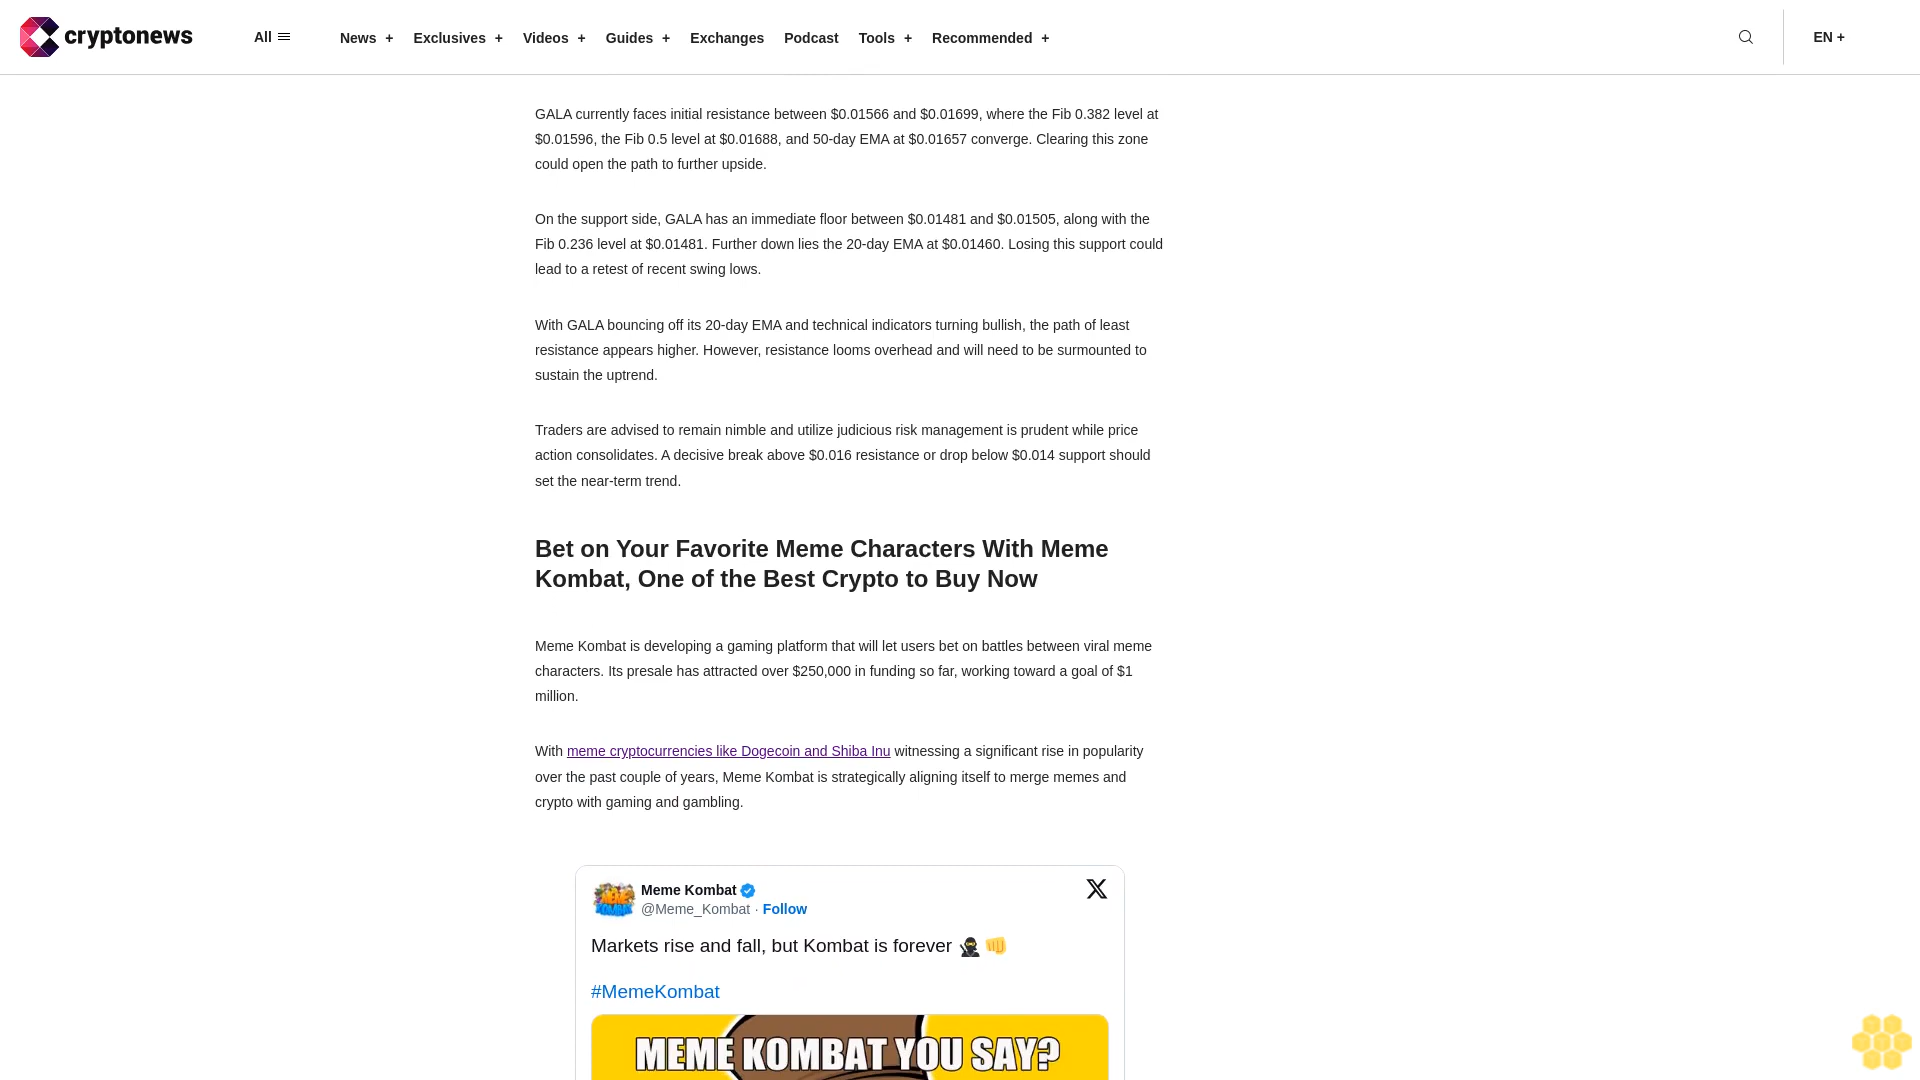 cryptonews
All
News +
Exclusives +
Videos +
Guides +
Exchanges
Podcast
Tools +
Recommended +
EN +
GALA currently faces initial resistance between $0.01566 and $0.01699, where the Fib 0.382 level at
$0.01596, the Fib 0.5 level at $0.01688, and 50-day EMA at $0.01657 converge. Clearing this zone
could open the path to further upside.
On the support side, GALA has an immediate floor between $0.01481 and $0.01505, along with the
Fib 0.236 level at $0.01481. Further down lies the 20-day EMA at $0.01460. Losing this support could
lead to a retest of recent swing lows.
With GALA bouncing off its 20-day EMA and technical indicators turning bullish, the path of least
resistance appears higher. However, resistance looms overhead and will need to be surmounted to
sustain the uptrend.
Traders are advised to remain nimble and utilize judicious risk management is prudent while price
action consolidates. A decisive break above $0.016 resistance or drop below $0.014 support should
set the near-term trend.
Bet on Your Favorite Meme Characters With Meme
Kombat, One of the Best Crypto to Buy Now
Meme Kombat is developing a gaming platform that will let users bet on battles between viral meme
characters. Its presale has attracted over $250,000 in funding so far, working toward a goal of $1
million.
With meme cryptocurrencies like Dogecoin and Shiba Inu witnessing a significant rise in popularity
over the past couple of years, Meme Kombat is strategically aligning itself to merge memes and
crypto with gaming and gambling.
MEME
KOMBAT
Meme Kombat
@Meme_Kombat · Follow
Markets rise and fall, but Kombat is forever 🥷👊
#MemeKombat
MEME KOMBAT YOU SAY?